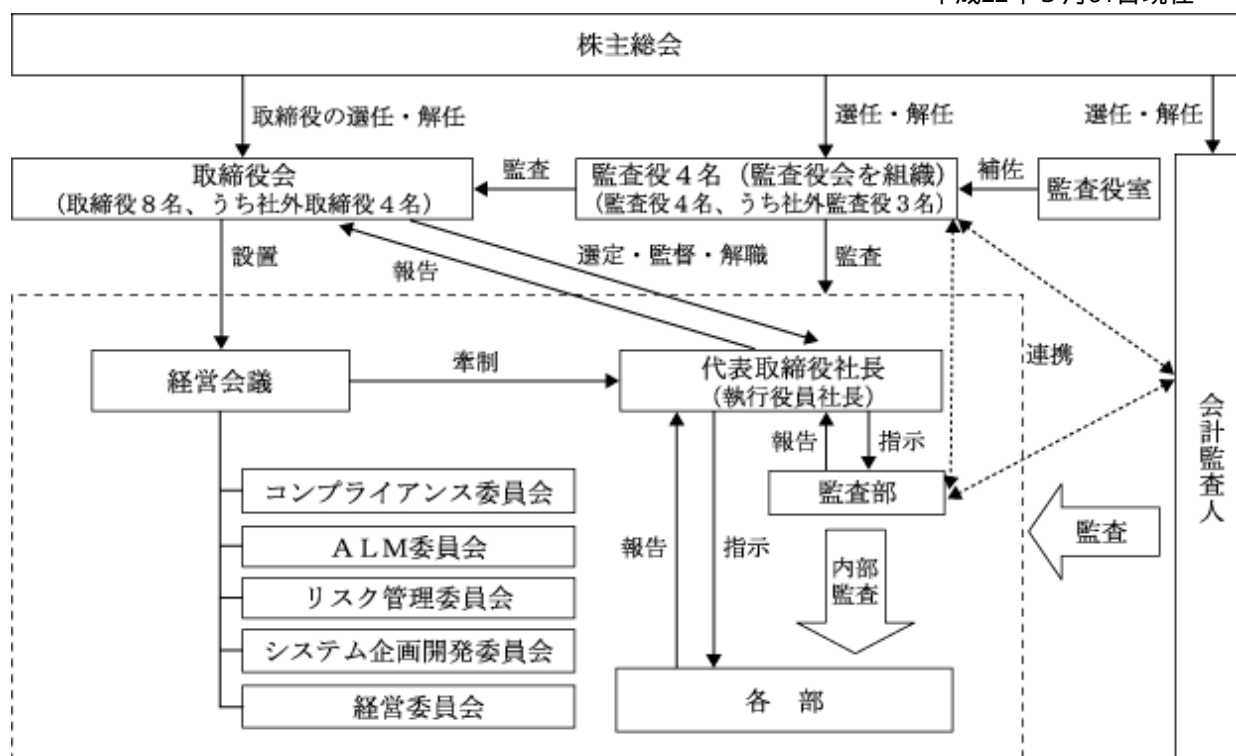 株主総会
取締役の選任・解任
選任・解任
選任・解任
取締役会
(取締役8名、うち社外取締役4名)
監査
監査役4名（監査役会を組織）
(監査役4名、うち社外監査役3名)
補佐
監査役室
設置
報告
選定・監督・解職
監査
連携
経営会議
牽制
代表取締役社長
(執行役員社長)
会計監査人
報告
指示
監査部
コンプライアンス委員会
ＡＬＭ委員会
リスク管理委員会
システム企画開発委員会
経営委員会
報告
指示
内部
監査
監査
各　部